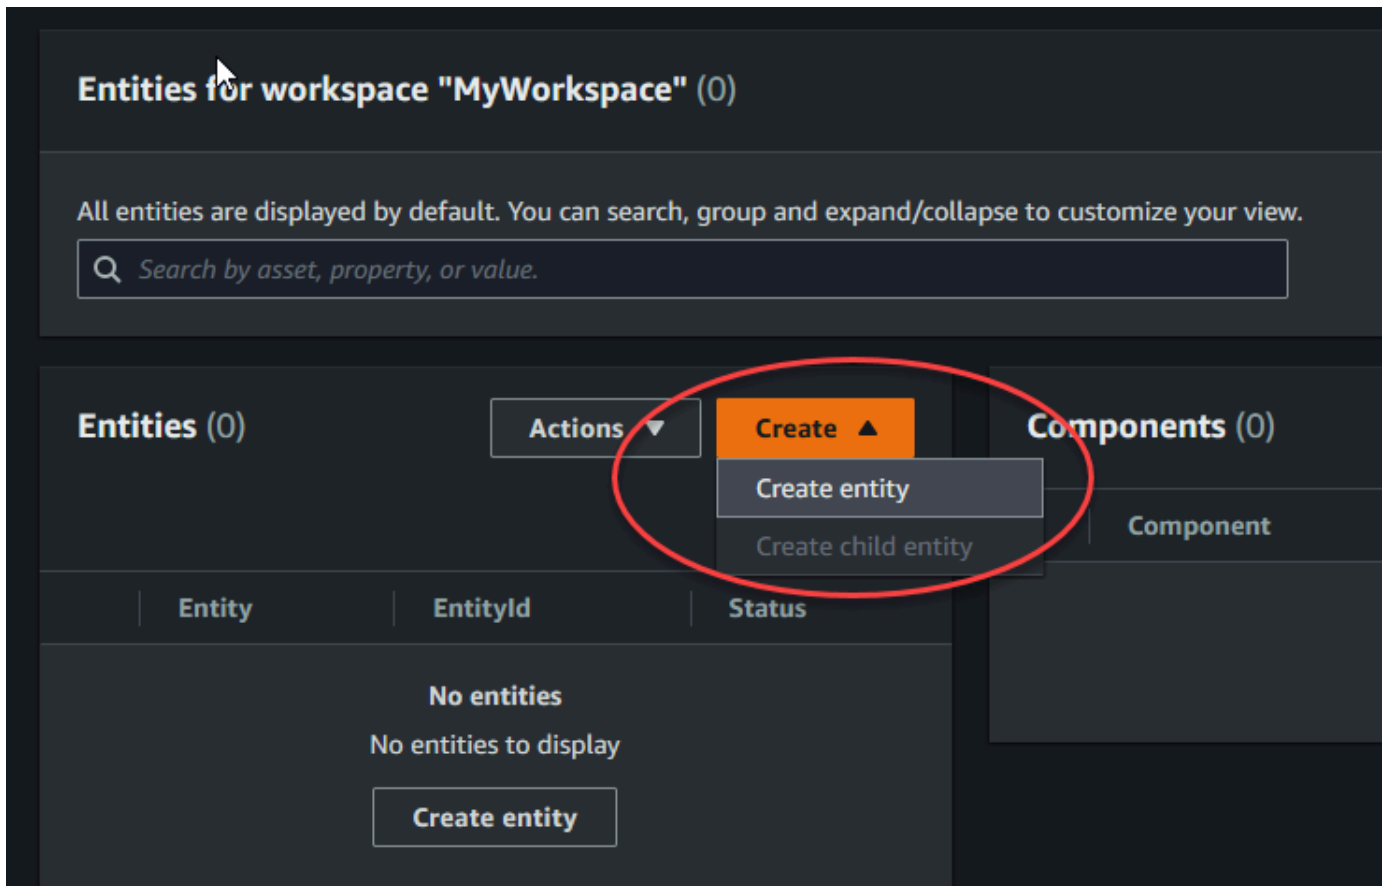 Entities for workspace "MyWorkspace" (0)
All entities are displayed by default. You can search, group and expand/collapse to customize your view.
Search by asset, property, or value.
Entities (0)
Actions
Create
Create entity
Create child entity
Entity
EntityId
Status
No entities
No entities to display
Create entity
Components (0)
Component